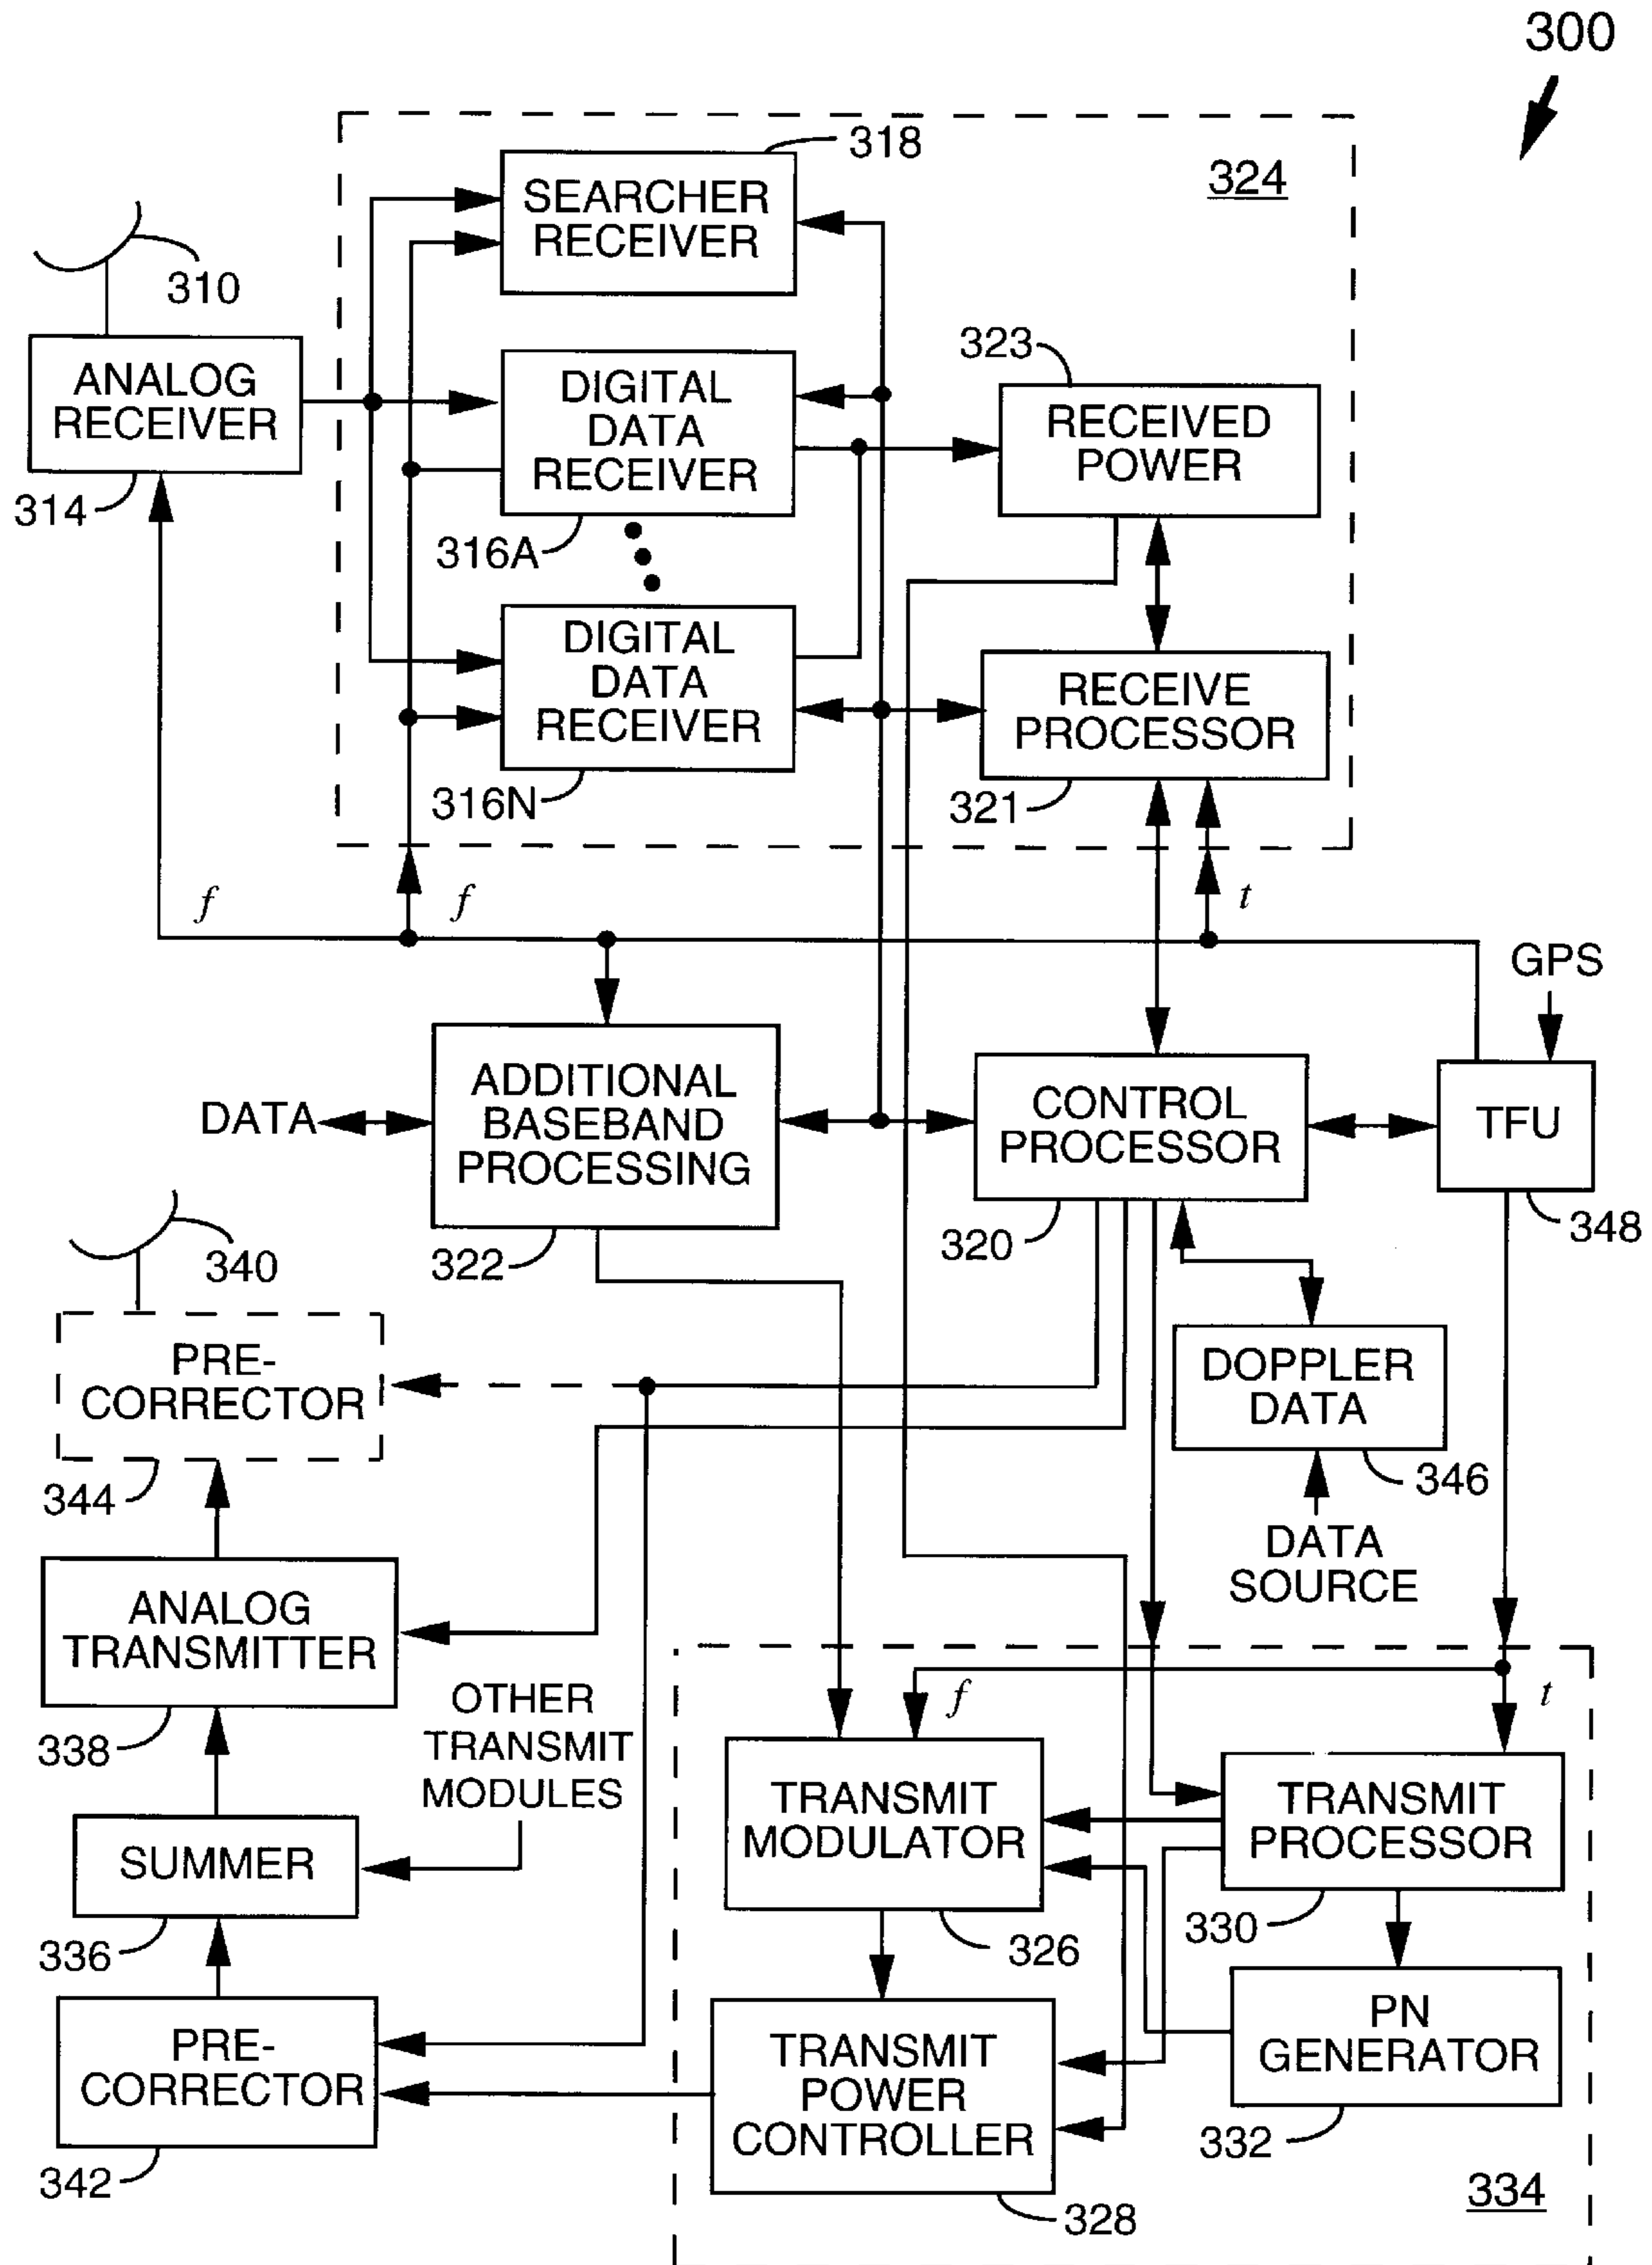 300
318
324
SEARCHER
RECEIVER
310
323
ANALOG
RECEIVER
314
DIGITAL
DATA
RECEIVER
316A
RECEIVED
POWER
DIGITAL
DATA
RECEIVER
316N
RECEIVE
PROCESSOR
321
f
f
t
GPS
DATA
ADDITIONAL
BASEBAND
PROCESSING
322
CONTROL
PROCESSOR
320
TFU
348
340
PRE-
CORRECTOR
344
DOPPLER
DATA
346
DATA
SOURCE
ANALOG
TRANSMITTER
338
OTHER
TRANSMIT
MODULES
f
t
SUMMER
336
TRANSMIT
MODULATOR
326
TRANSMIT
PROCESSOR
330
PRE-
CORRECTOR
342
TRANSMIT
POWER
CONTROLLER
328
PN
GENERATOR
332
334